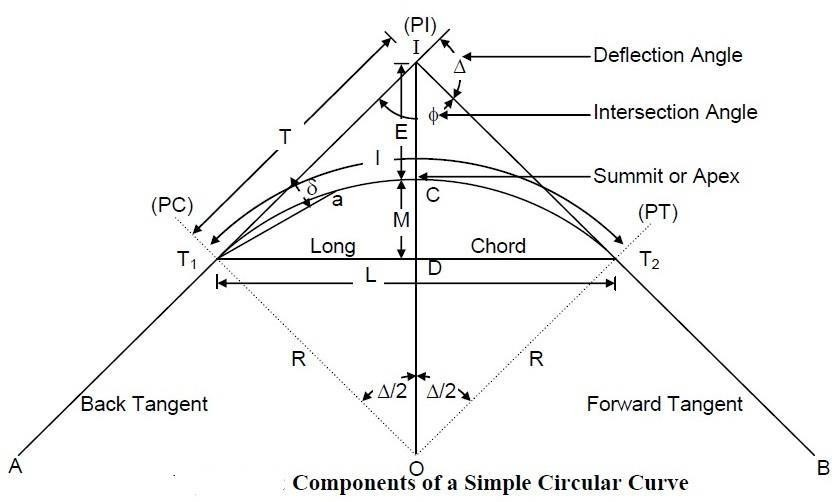 (PI)
I
Δ
Deflection Angle
ϕ
Intersection Angle
T
E
l
Summit or Apex
δ
a
C
(PC)
(PT)
M
T1
Long
Chord
T2
D
L
R
R
Δ/2
Δ/2
Back Tangent
Forward Tangent
A
O
B
Components of a Simple Circular Curve